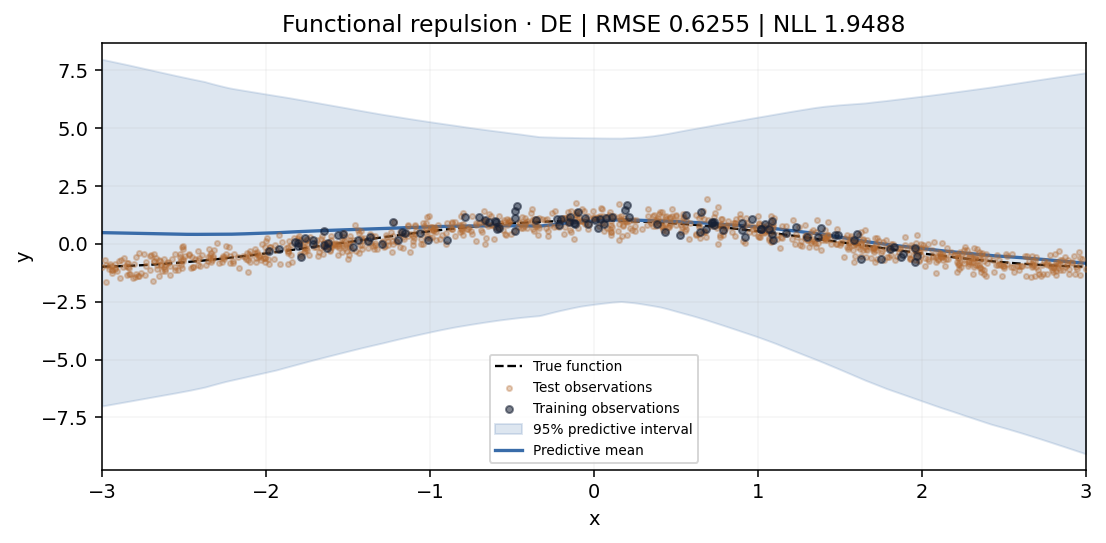 Functional repulsion · DE | RMSE 0.6255 | NLL 1.9488
7.5
5.0
2.5
0.0
−2.5
−5.0
−7.5
y
True function
Test observations
Training observations
95% predictive interval
Predictive mean
−3 −2 −1 0 1 2 3
x